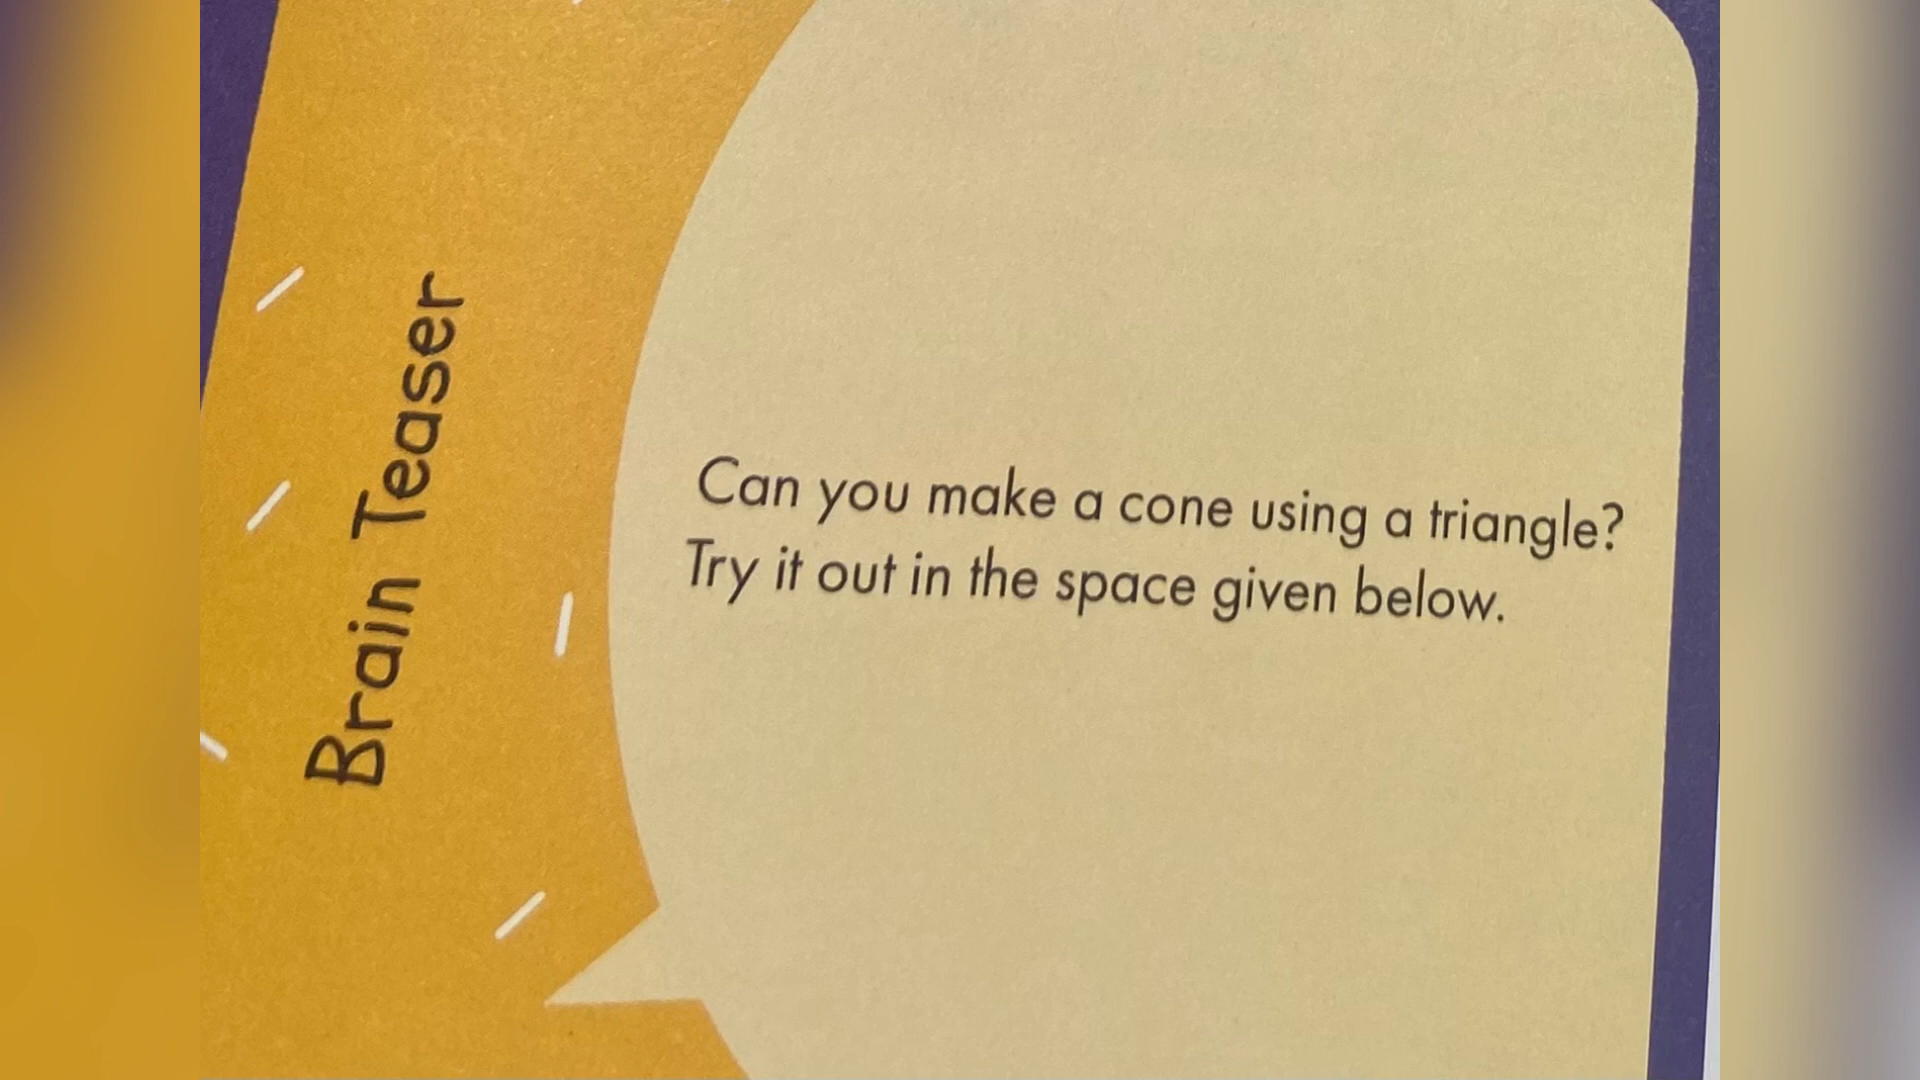 Brain Teaser
Can you make a cone using a triangle?
Try it out in the space given below.